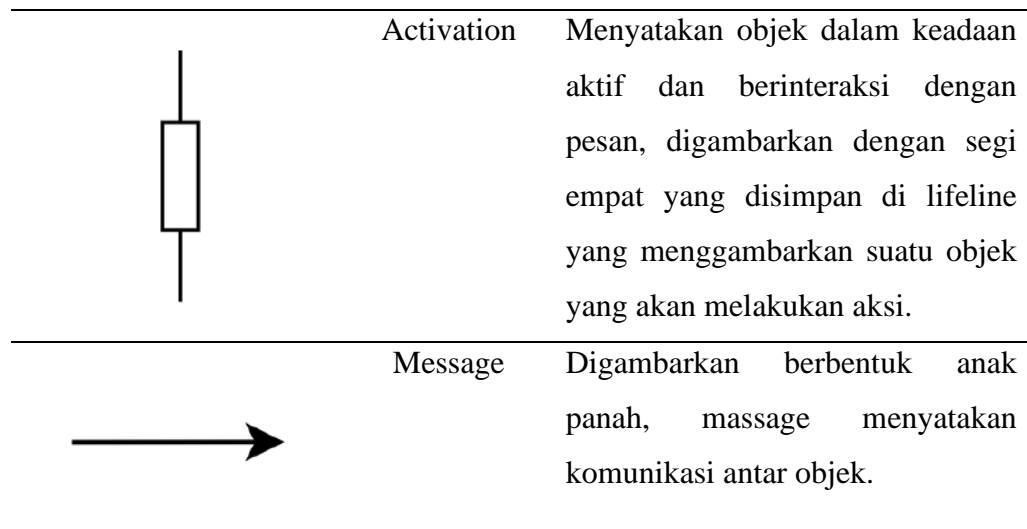 Activation Menyatakan objek dalam keadaan
aktif dan berinteraksi dengan
pesan, digambarkan dengan segi
empat yang disimpan di lifeline
yang menggambarkan suatu objek
yang akan melakukan aksi.
Message Digambarkan berbentuk anak
panah, massage menyatakan
komunikasi antar objek.